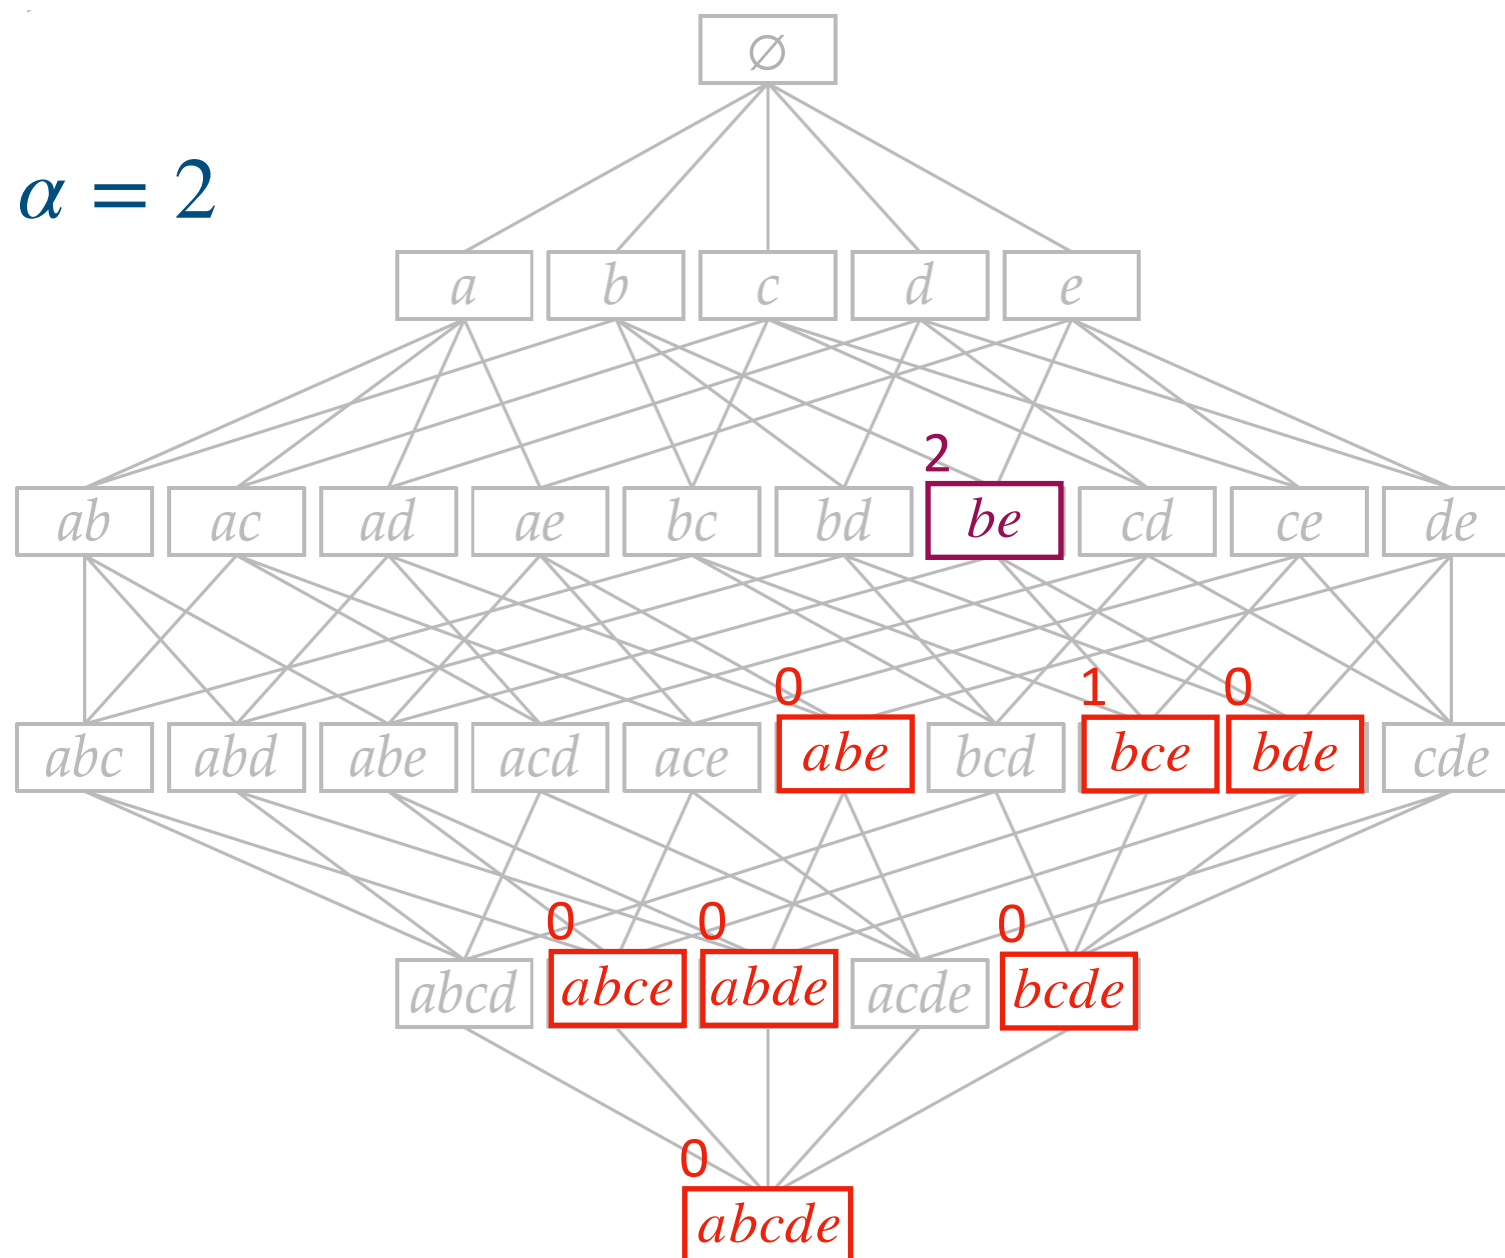 ∅
α = 2
a b c d e
2
ab ac ad ae bc bd be cd ce de
0 1 0
abc abd abe acd ace abe bcd bce bde cde
0 0 0
abcd abce abde acde bcde
0
abcde